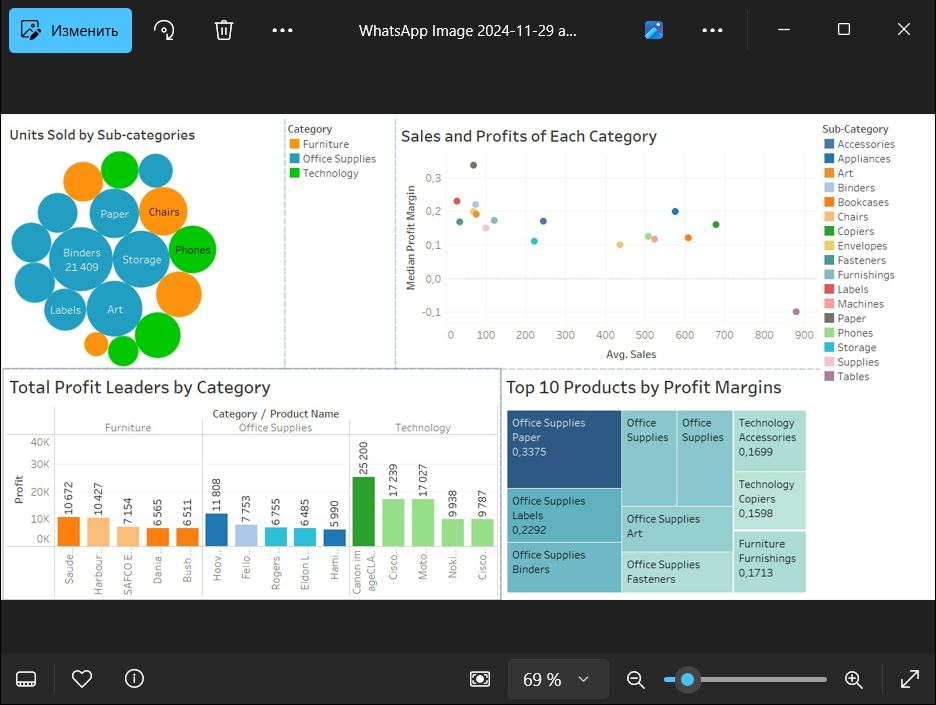 Изменить
WhatsApp Image 2024-11-29 a...
Units Sold by Sub-categories
Paper
Chairs
Binders
21 409
Storage
Phones
Labels
Art
Category
Furniture
Office Supplies
Technology
Sales and Profits of Each Category
Median Profit Margin
0,3
0,2
0,1
0,0
-0,1
0 100 200 300 400 500 600 700 800 900
Avg. Sales
Sub-Category
Accessories
Appliances
Art
Binders
Bookcases
Chairs
Copiers
Envelopes
Fasteners
Furnishings
Labels
Machines
Paper
Phones
Storage
Supplies
Tables
Total Profit Leaders by Category
Category / Product Name
Furniture Office Supplies Technology
Profit
40K
30K
20K
10K
0K
10 672 10 427 7 154 6 565 6 511 11 808 7 753 6 755 6 485 5 990 25 200 17 239 17 027 9 938 9 787
Saude.. Harbour.. SAFCO E.. Dania .. Bush .. Hoov.. Fello.. Rogers .. Eldon L.. Hami.. Canon im ageCLA.. Cisco.. Moto.. Noki.. Cisco..
Top 10 Products by Profit Margins
Office Supplies
Paper
0,3375
Office Supplies
Labels
0,2292
Office Supplies
Binders
Office
Supplies
Office
Supplies
Office Supplies
Art
Office Supplies
Fasteners
Technology
Accessories
0,1699
Technology
Copiers
0,1598
Furniture
Furnishings
0,1713
69 %